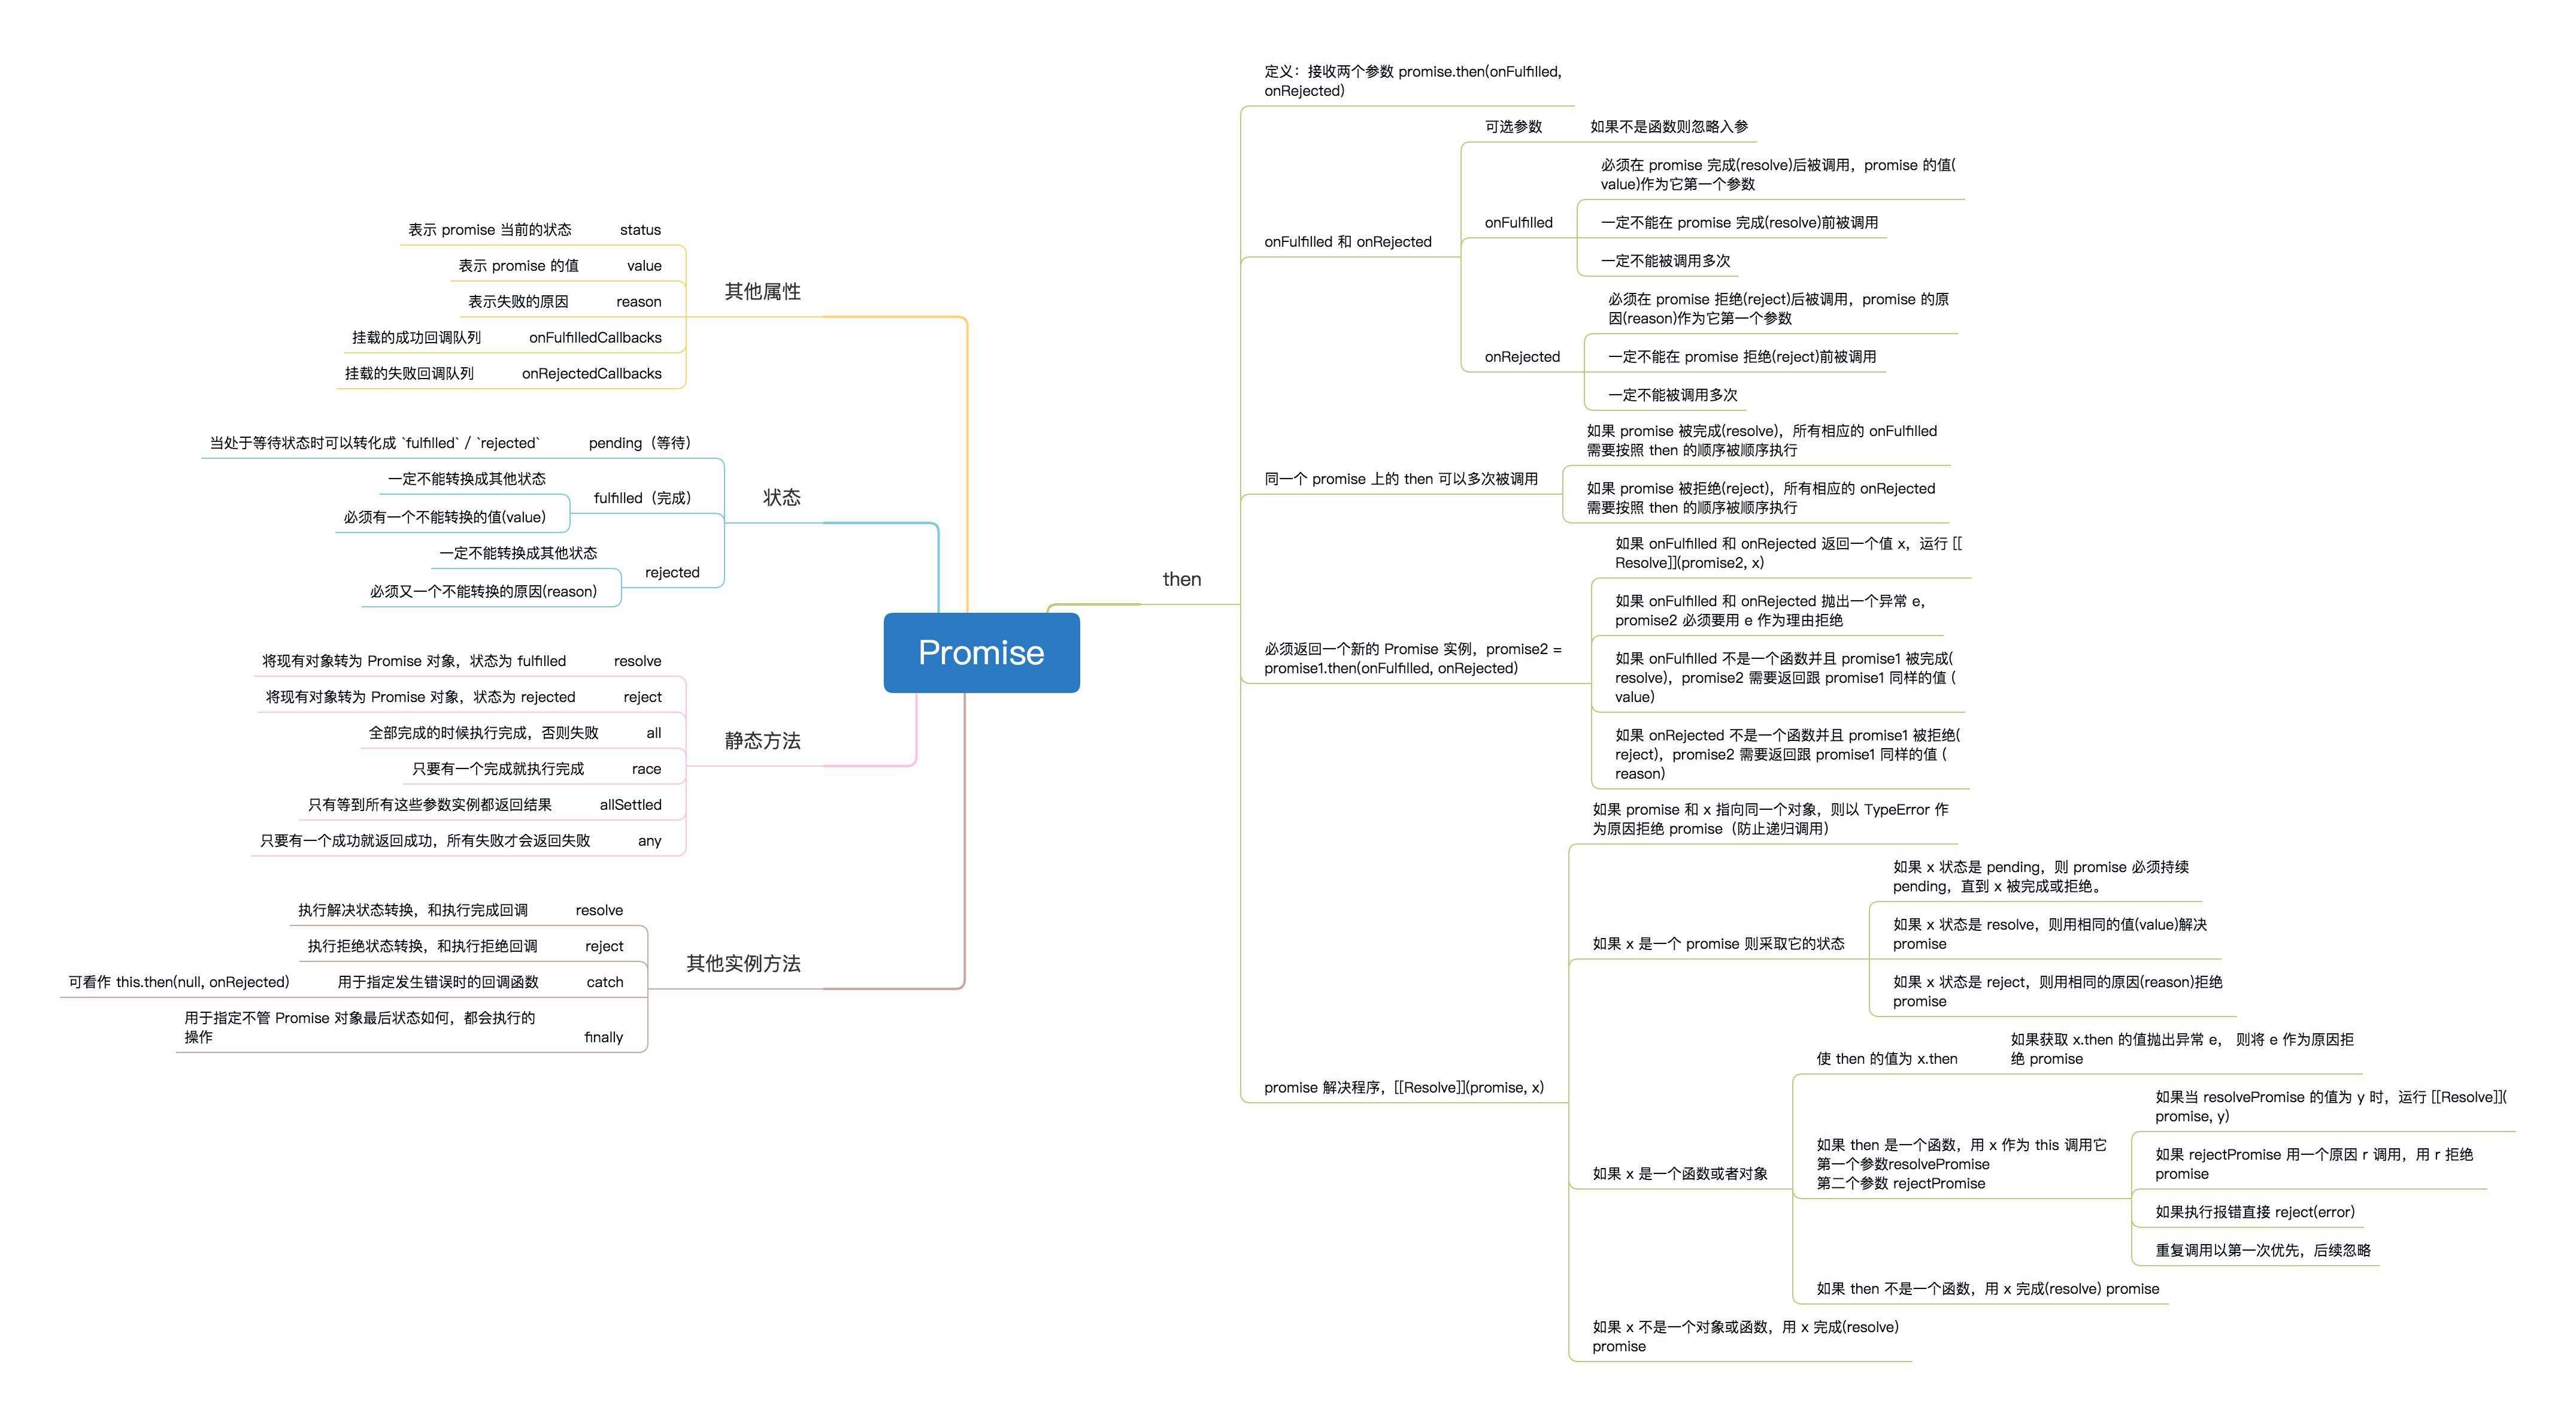 Promise
其他属性
表示 promise 当前的状态 status
表示 promise 的值 value
表示失败的原因 reason
挂载的成功回调队列 onFulfilledCallbacks
挂载的失败回调队列 onRejectedCallbacks
状态
当处于等待状态时可以转化成 `fulfilled` / `rejected` pending（等待）
一定不能转换成其他状态
fulfilled（完成）
必须有一个不能转换的值(value)
一定不能转换成其他状态
rejected
必须又一个不能转换的原因(reason)
静态方法
将现有对象转为 Promise 对象，状态为 fulfilled resolve
将现有对象转为 Promise 对象，状态为 rejected reject
全部完成的时候执行完成，否则失败 all
只要有一个完成就执行完成 race
只有等到所有这些参数实例都返回结果 allSettled
只要有一个成功就返回成功，所有失败才会返回失败 any
其他实例方法
执行解决状态转换，和执行完成回调 resolve
执行拒绝状态转换，和执行拒绝回调 reject
可看作 this.then(null, onRejected) 用于指定发生错误时的回调函数 catch
用于指定不管 Promise 对象最后状态如何，都会执行的
操作 finally
then
定义：接收两个参数 promise.then(onFulfilled,
onRejected)
onFulfilled 和 onRejected
可选参数 如果不是函数则忽略入参
onFulfilled
必须在 promise 完成(resolve)后被调用，promise 的值(
value)作为它第一个参数
一定不能在 promise 完成(resolve)前被调用
一定不能被调用多次
onRejected
必须在 promise 拒绝(reject)后被调用，promise 的原
因(reason)作为它第一个参数
一定不能在 promise 拒绝(reject)前被调用
一定不能被调用多次
同一个 promise 上的 then 可以多次被调用
如果 promise 被完成(resolve)，所有相应的 onFulfilled
需要按照 then 的顺序被顺序执行
如果 promise 被拒绝(reject)，所有相应的 onRejected
需要按照 then 的顺序被顺序执行
必须返回一个新的 Promise 实例，promise2 =
promise1.then(onFulfilled, onRejected)
如果 onFulfilled 和 onRejected 返回一个值 x，运行 [[
Resolve]](promise2, x)
如果 onFulfilled 和 onRejected 抛出一个异常 e，
promise2 必须要用 e 作为理由拒绝
如果 onFulfilled 不是一个函数并且 promise1 被完成(
resolve)，promise2 需要返回跟 promise1 同样的值 (
value)
如果 onRejected 不是一个函数并且 promise1 被拒绝(
reject)，promise2 需要返回跟 promise1 同样的值 (
reason)
promise 解决程序，[[Resolve]](promise, x)
如果 promise 和 x 指向同一个对象，则以 TypeError 作
为原因拒绝 promise（防止递归调用）
如果 x 是一个 promise 则采取它的状态
如果 x 状态是 pending，则 promise 必须持续
pending，直到 x 被完成或拒绝。
如果 x 状态是 resolve，则用相同的值(value)解决
promise
如果 x 状态是 reject，则用相同的原因(reason)拒绝
promise
如果 x 是一个函数或者对象
使 then 的值为 x.then
如果获取 x.then 的值抛出异常 e， 则将 e 作为原因拒
绝 promise
如果 then 是一个函数，用 x 作为 this 调用它
第一个参数resolvePromise
第二个参数 rejectPromise
如果当 resolvePromise 的值为 y 时，运行 [[Resolve]](
promise, y)
如果 rejectPromise 用一个原因 r 调用，用 r 拒绝
promise
如果执行报错直接 reject(error)
重复调用以第一次优先，后续忽略
如果 then 不是一个函数，用 x 完成(resolve) promise
如果 x 不是一个对象或函数，用 x 完成(resolve)
promise